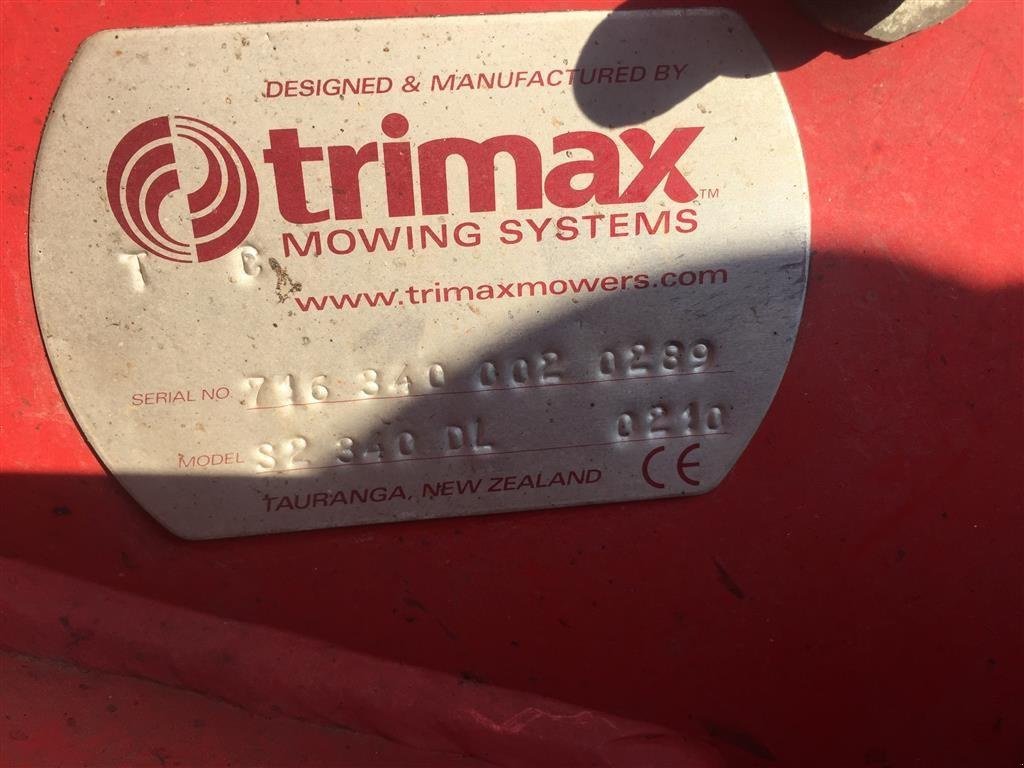 DESIGNED & MANUFACTURED BY
trimax™
MOWING SYSTEMS
T C
www.trimaxmowers.com
SERIAL NO. 716 340 002 0289
MODEL S2 340 DL 0210
TAURANGA, NEW ZEALAND CE